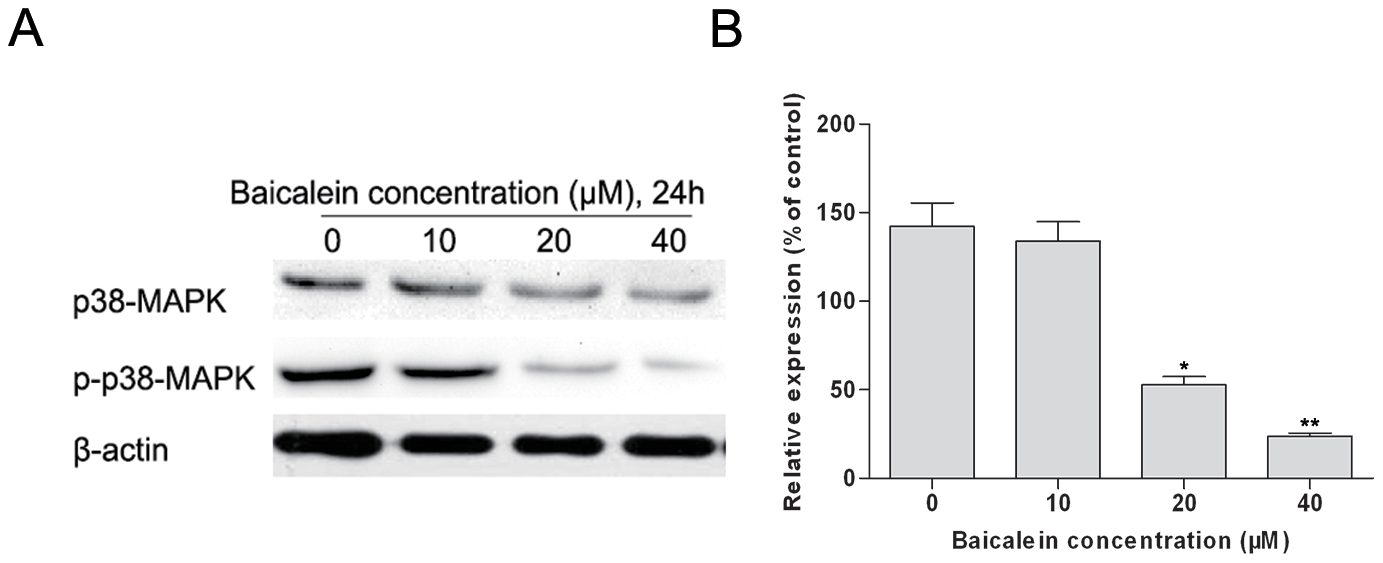 A
Baicalein concentration (µM), 24h
0 10 20 40
p38-MAPK
p-p38-MAPK
β-actin
B
Relative expression (% of control)
200
150
100
50
0
*
**
0 10 20 40
Baicalein concentration (µM)